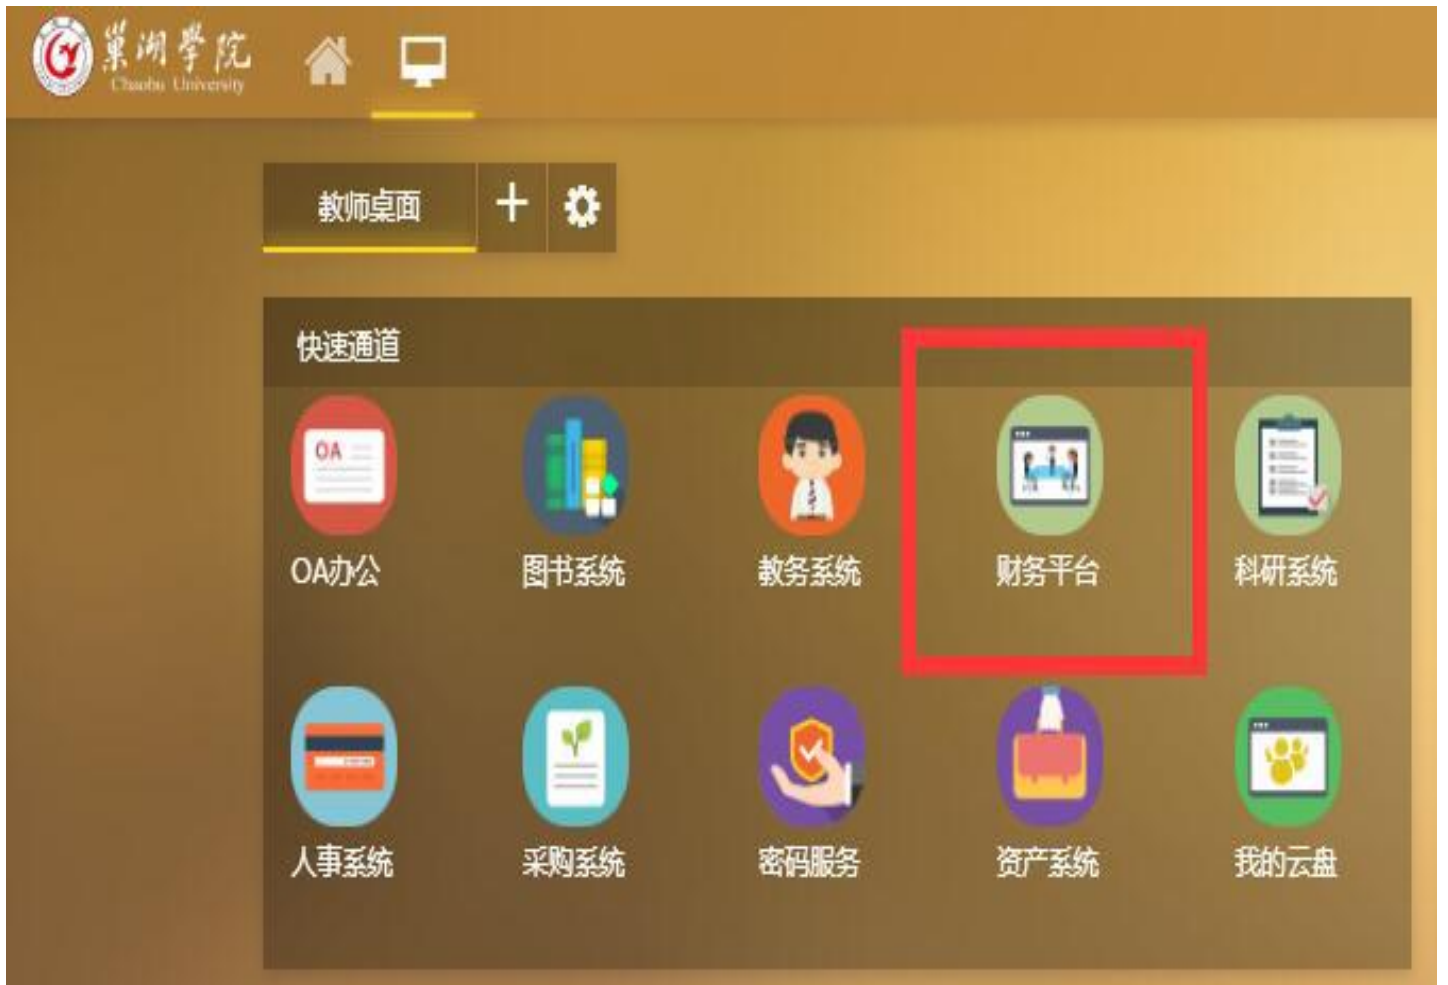 巢湖學院
Chaohu University
教师桌面
快速通道
OA
OA办公
图书系统
教务系统
财务平台
科研系统
人事系统
采购系统
密码服务
资产系统
我的云盘